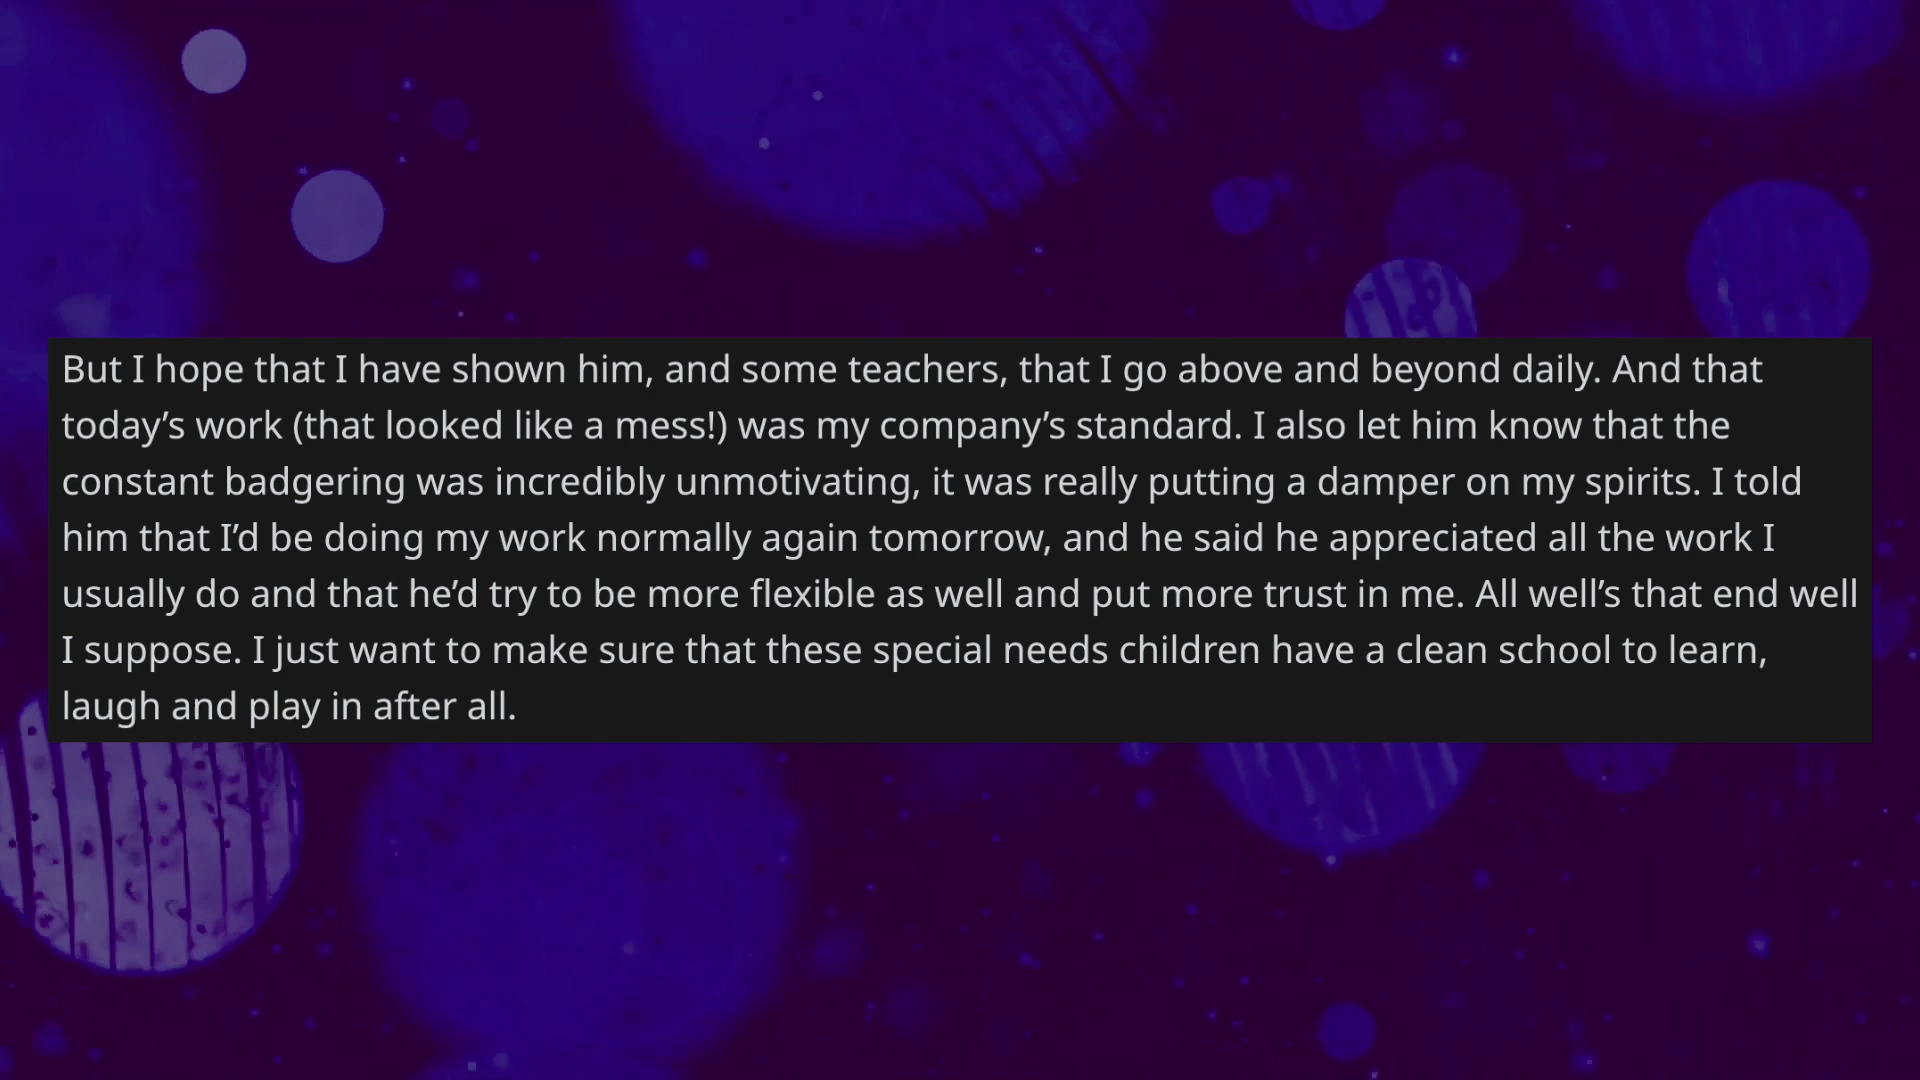 But I hope that I have shown him, and some teachers, that I go above and beyond daily. And that
today’s work (that looked like a mess!) was my company’s standard. I also let him know that the
constant badgering was incredibly unmotivating, it was really putting a damper on my spirits. I told
him that I’d be doing my work normally again tomorrow, and he said he appreciated all the work I
usually do and that he’d try to be more flexible as well and put more trust in me. All well’s that end well
I suppose. I just want to make sure that these special needs children have a clean school to learn,
laugh and play in after all.